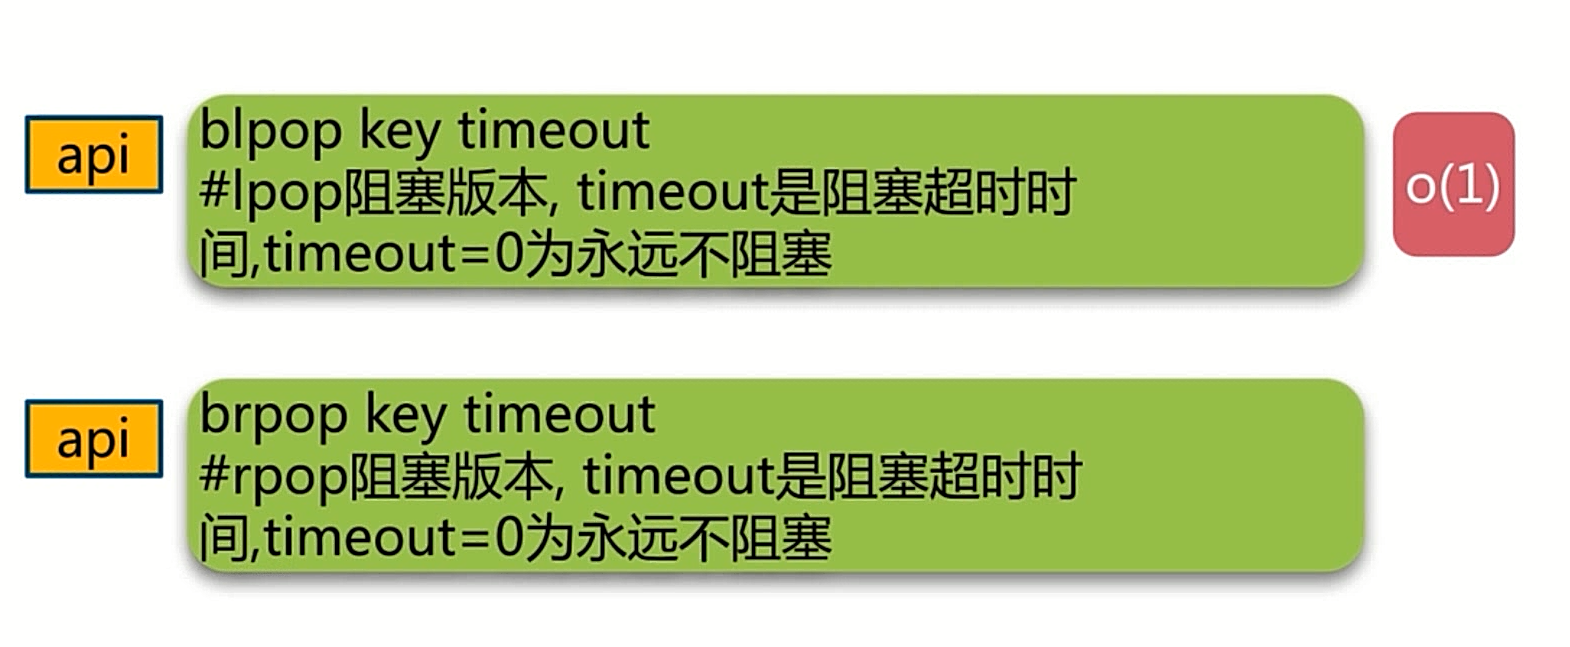 api
blpop key timeout
#lpop阻塞版本, timeout是阻塞超时时
间,timeout=0为永远不阻塞
o(1)
api
brpop key timeout
#rpop阻塞版本, timeout是阻塞超时时
间,timeout=0为永远不阻塞